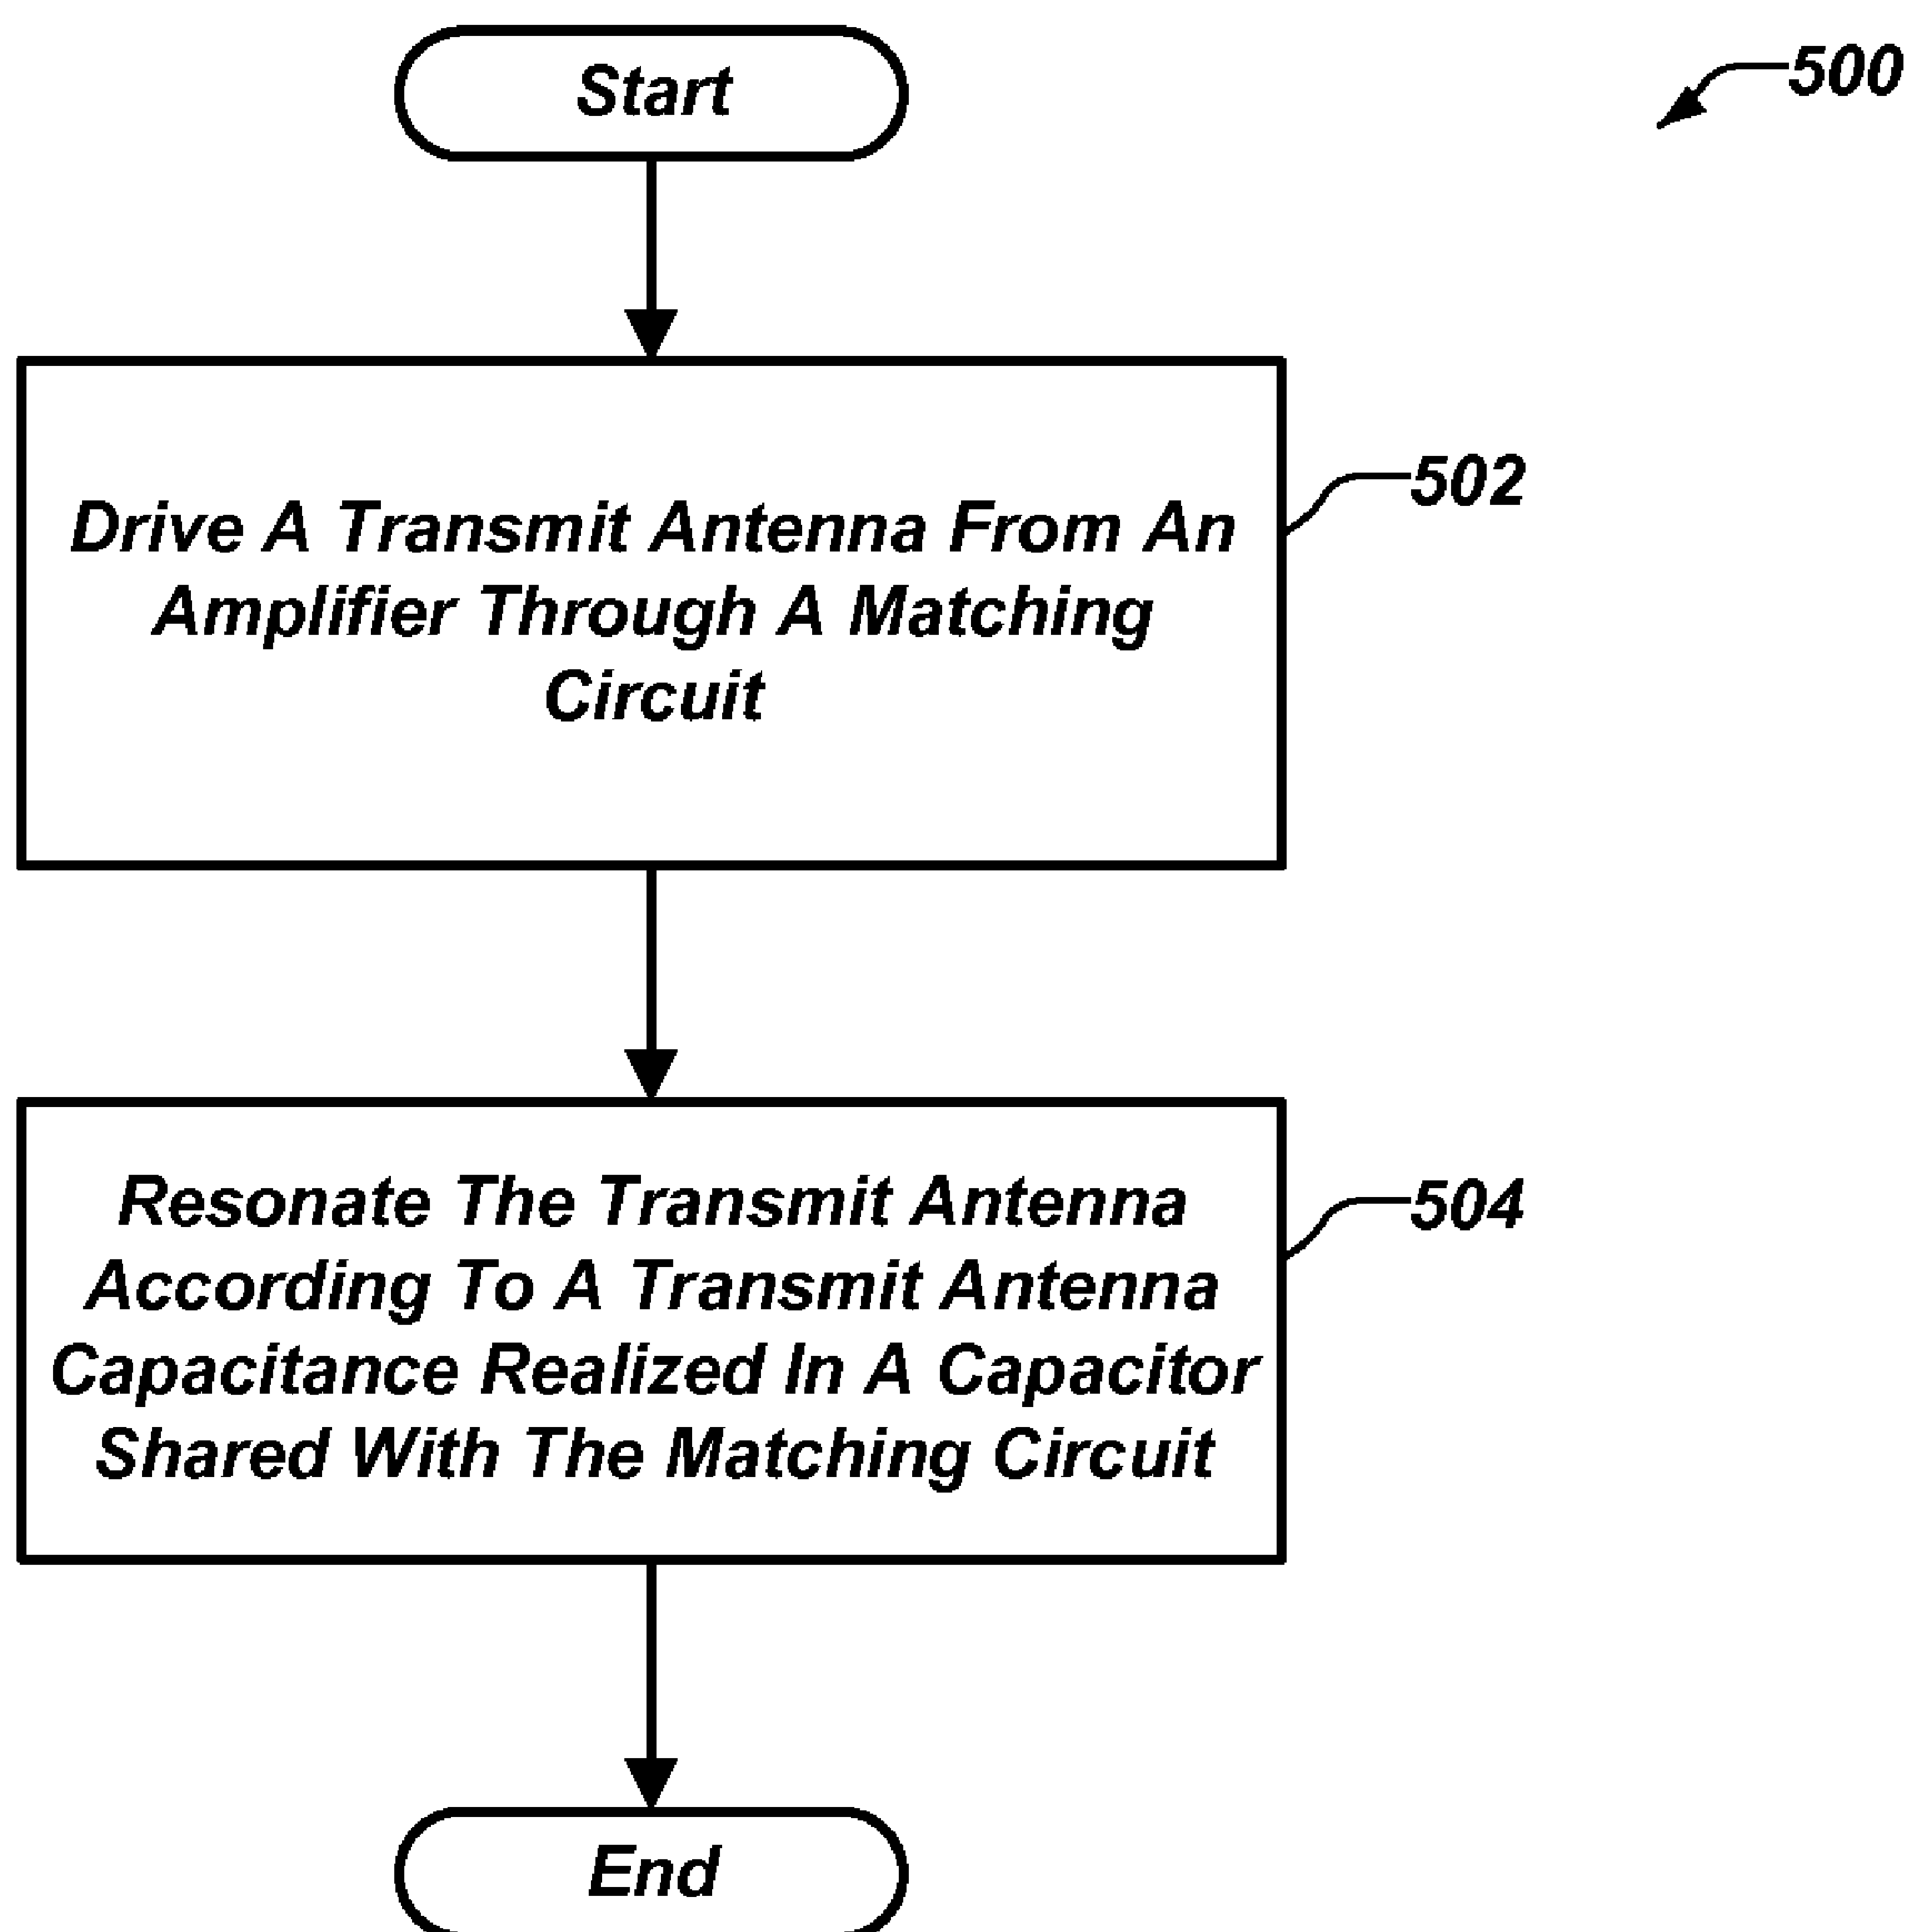 Start
500
Drive A Transmit Antenna From An
Amplifier Through A Matching
Circuit
502
Resonate The Transmit Antenna
According To A Transmit Antenna
Capacitance Realized In A Capacitor
Shared With The Matching Circuit
504
End